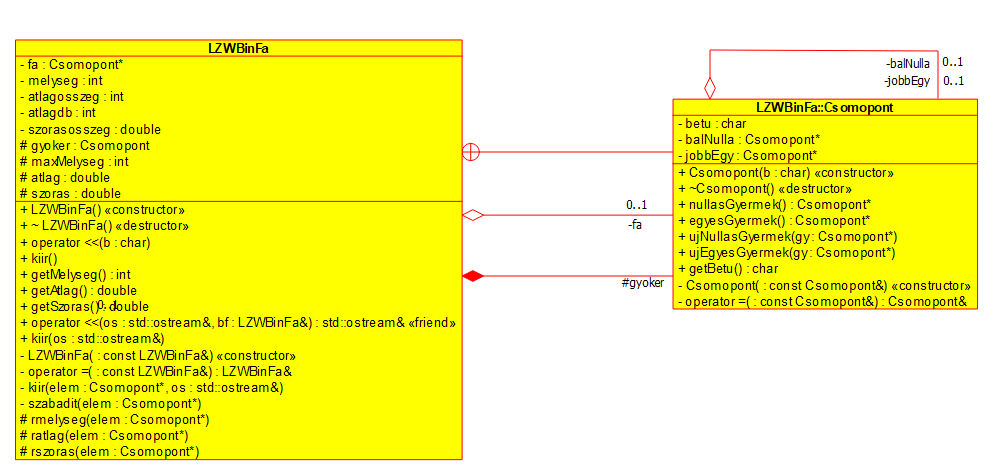 LZWBinFa
- fa : Csomopont*
- melyseg : int
- atlagosszeg : int
- atlagdb : int
- szorasosszeg : double
# gyoker : Csomopont
# maxMelyseg : int
# atlag : double
# szoras : double
+ LZWBinFa() «constructor»
+ ~ LZWBinFa() «destructor»
+ operator <<(b : char)
+ kiir()
+ getMelyseg() : int
+ getAtlag() : double
+ getSzoras() : double
+ operator <<(os : std::ostream&, bf : LZWBinFa&) : std::ostream& «friend»
+ kiir(os : std::ostream&)
- LZWBinFa( : const LZWBinFa&) «constructor»
- operator =( : const LZWBinFa&) : LZWBinFa&
- kiir(elem : Csomopont*, os : std::ostream&)
- szabadit(elem : Csomopont*)
# rmelyseg(elem : Csomopont*)
# ratlag(elem : Csomopont*)
# rszoras(elem : Csomopont*)
0..1
-fa
#gyoker
-balNulla 0..1
-jobbEgy 0..1
LZWBinFa::Csomopont
- betu : char
- balNulla : Csomopont*
- jobbEgy : Csomopont*
+ Csomopont(b : char) «constructor»
+ ~Csomopont() «destructor»
+ nullasGyermek() : Csomopont*
+ egyesGyermek() : Csomopont*
+ ujNullasGyermek(gy : Csomopont*)
+ ujEgyesGyermek(gy : Csomopont*)
+ getBetu() : char
- Csomopont( : const Csomopont&) «constructor»
- operator =( : const Csomopont&) : Csomopont&